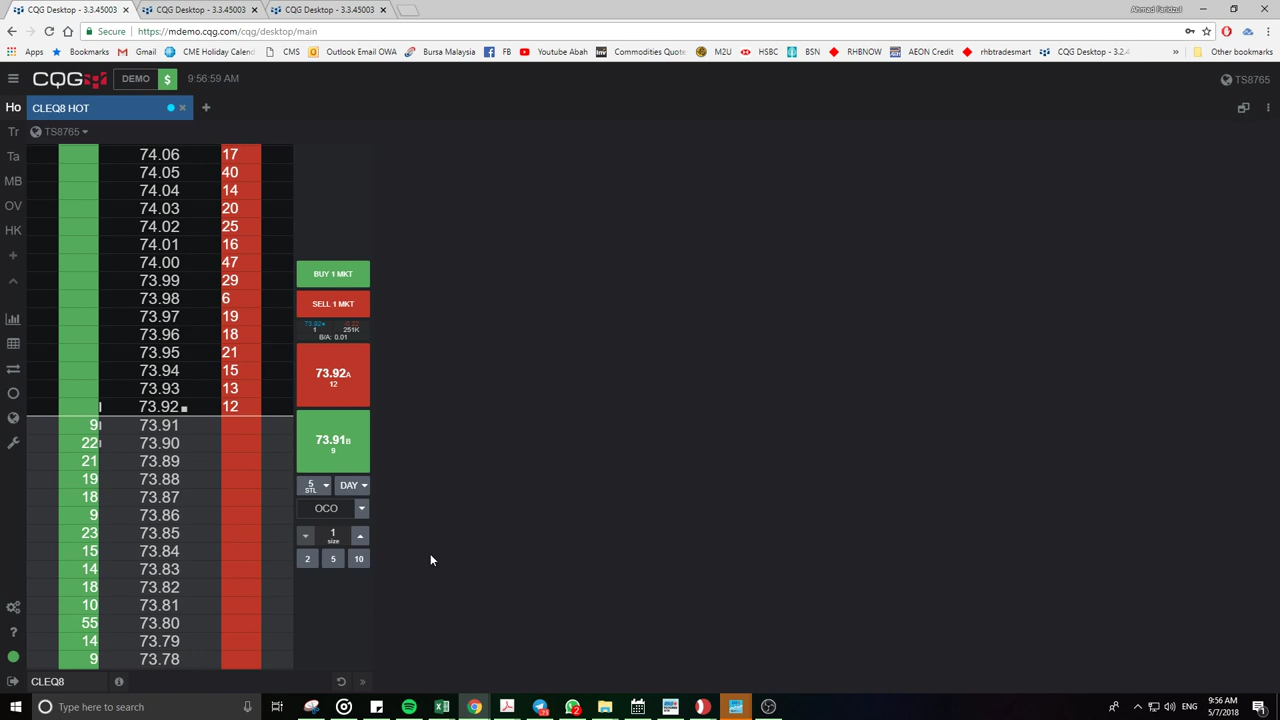 CQG Desktop - 3.3.45003
CQG Desktop - 3.3.45003
CQG Desktop - 3.3.45003
Ahmad Faridzul
Secure
https://mdemo.cqg.com/cqg/desktop/main
Apps
Bookmarks
Gmail
CME Holiday Calend
CMS
Outlook Email OWA
Bursa Malaysia
FB
Youtube Abah
Commodities Quote
M2U
HSBC
BSN
RHBNOW
AEON Credit
rhbtradesmart
CQG Desktop - 3.2.4
»
Other bookmarks
CQG
DEMO
$
9:56:59 AM
TS8765
Ho
CLEQ8 HOT
Tr
TS8765
Ta
MB
OV
HK
74.06 17
74.05 40
74.04 14
74.03 20
74.02 25
74.01 16
74.00 47
73.99 29
73.98 6
73.97 19
73.96 18
73.95 21
73.94 15
73.93 13
73.92 12
9 73.91
22 73.90
21 73.89
19 73.88
18 73.87
9 73.86
23 73.85
15 73.84
14 73.83
18 73.82
10 73.81
55 73.80
14 73.79
9 73.78
BUY 1 MKT
SELL 1 MKT
1 251K
B/A: 0.01
73.92A
12
73.91B
9
5
STL
DAY
OCO
1
size
2 5 10
?
CLEQ8
Type here to search
ENG
9:56 AM
5/7/2018